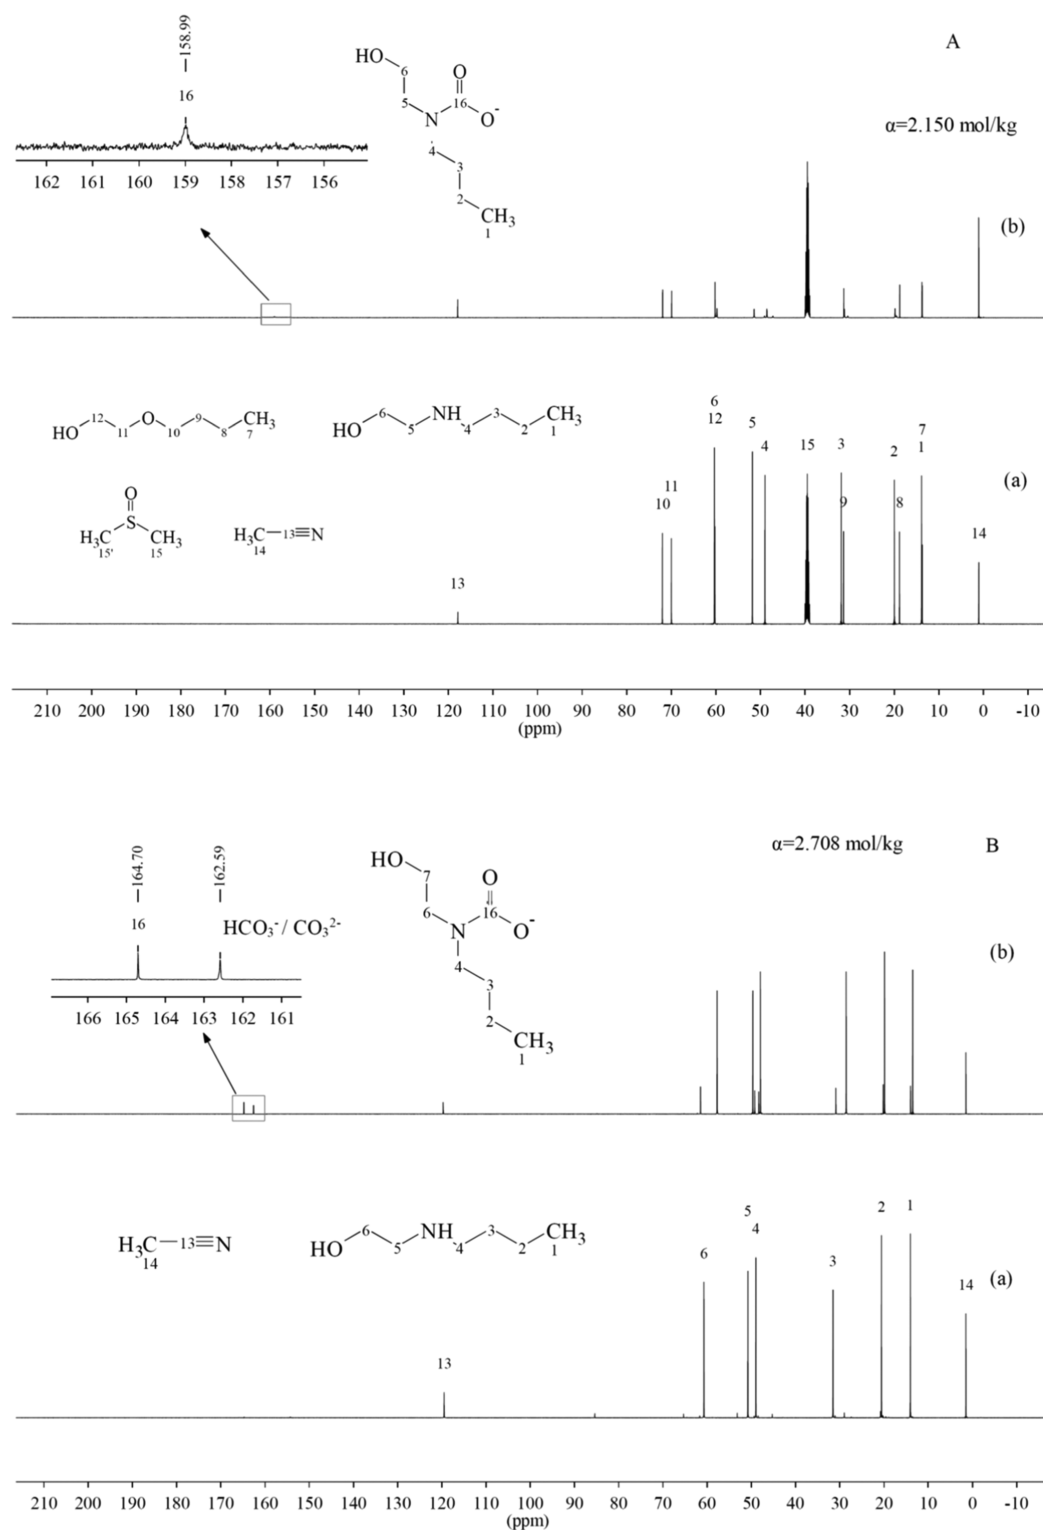 A
158.99
16
162 161 160 159 158 157 156
HO
6
5
N
16
O
O-
4
3
2
CH3
1
α=2.150 mol/kg
(b)
HO
12
11
O
10
9
8
CH3
7
HO
6
5
NH
4
3
2
CH3
1
O
S
H3C
15'
CH3
15
H3C
14
13
N
(a)
13
10
11
6
12
5
4
15
3
9
2
8
7
1
14
210 200 190 180 170 160 150 140 130 120 110 100 90 80 70 60 50 40 30 20 10 0 -10
(ppm)
B
α=2.708 mol/kg
164.70
162.59
16
HCO3- / CO32-
166 165 164 163 162 161
HO
7
6
N
16
O
O-
4
3
2
CH3
1
(b)
H3C
14
13
N
HO
6
5
NH
4
3
2
CH3
1
(a)
13
6
5
4
3
2
1
14
210 200 190 180 170 160 150 140 130 120 110 100 90 80 70 60 50 40 30 20 10 0 -10
(ppm)